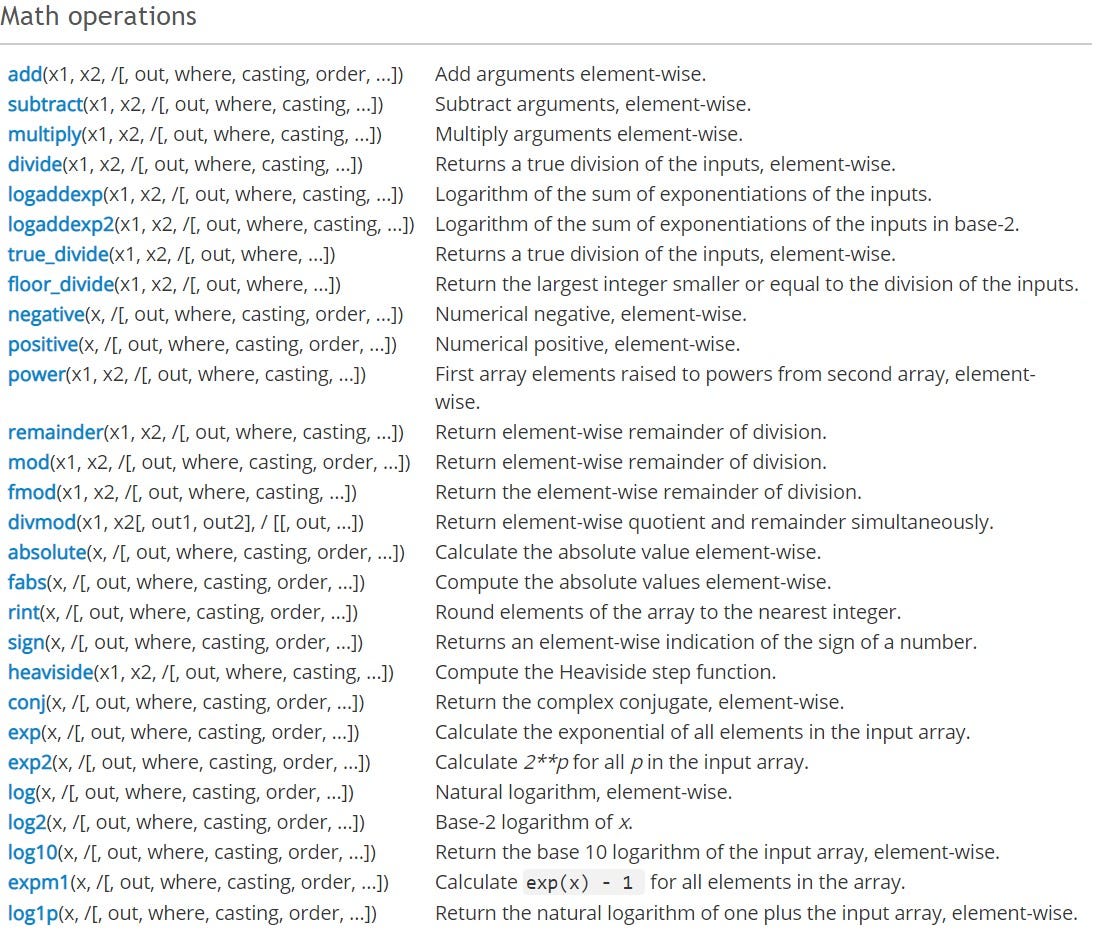 Math operations
add(x1, x2, /[, out, where, casting, order, ...]) Add arguments element-wise.
subtract(x1, x2, /[, out, where, casting, ...]) Subtract arguments, element-wise.
multiply(x1, x2, /[, out, where, casting, ...]) Multiply arguments element-wise.
divide(x1, x2, /[, out, where, casting, ...]) Returns a true division of the inputs, element-wise.
logaddexp(x1, x2, /[, out, where, casting, ...]) Logarithm of the sum of exponentiations of the inputs.
logaddexp2(x1, x2, /[, out, where, casting, ...]) Logarithm of the sum of exponentiations of the inputs in base-2.
true_divide(x1, x2, /[, out, where, ...]) Returns a true division of the inputs, element-wise.
floor_divide(x1, x2, /[, out, where, ...]) Return the largest integer smaller or equal to the division of the inputs.
negative(x, /[, out, where, casting, order, ...]) Numerical negative, element-wise.
positive(x, /[, out, where, casting, order, ...]) Numerical positive, element-wise.
power(x1, x2, /[, out, where, casting, ...]) First array elements raised to powers from second array, element-
wise.
remainder(x1, x2, /[, out, where, casting, ...]) Return element-wise remainder of division.
mod(x1, x2, /[, out, where, casting, order, ...]) Return element-wise remainder of division.
fmod(x1, x2, /[, out, where, casting, ...]) Return the element-wise remainder of division.
divmod(x1, x2[, out1, out2], / [[, out, ...]) Return element-wise quotient and remainder simultaneously.
absolute(x, /[, out, where, casting, order, ...]) Calculate the absolute value element-wise.
fabs(x, /[, out, where, casting, order, ...]) Compute the absolute values element-wise.
rint(x, /[, out, where, casting, order, ...]) Round elements of the array to the nearest integer.
sign(x, /[, out, where, casting, order, ...]) Returns an element-wise indication of the sign of a number.
heaviside(x1, x2, /[, out, where, casting, ...]) Compute the Heaviside step function.
conj(x, /[, out, where, casting, order, ...]) Return the complex conjugate, element-wise.
exp(x, /[, out, where, casting, order, ...]) Calculate the exponential of all elements in the input array.
exp2(x, /[, out, where, casting, order, ...]) Calculate 2**p for all p in the input array.
log(x, /[, out, where, casting, order, ...]) Natural logarithm, element-wise.
log2(x, /[, out, where, casting, order, ...]) Base-2 logarithm of x.
log10(x, /[, out, where, casting, order, ...]) Return the base 10 logarithm of the input array, element-wise.
expm1(x, /[, out, where, casting, order, ...]) Calculate exp(x) - 1 for all elements in the array.
log1p(x, /[, out, where, casting, order, ...]) Return the natural logarithm of one plus the input array, element-wise.